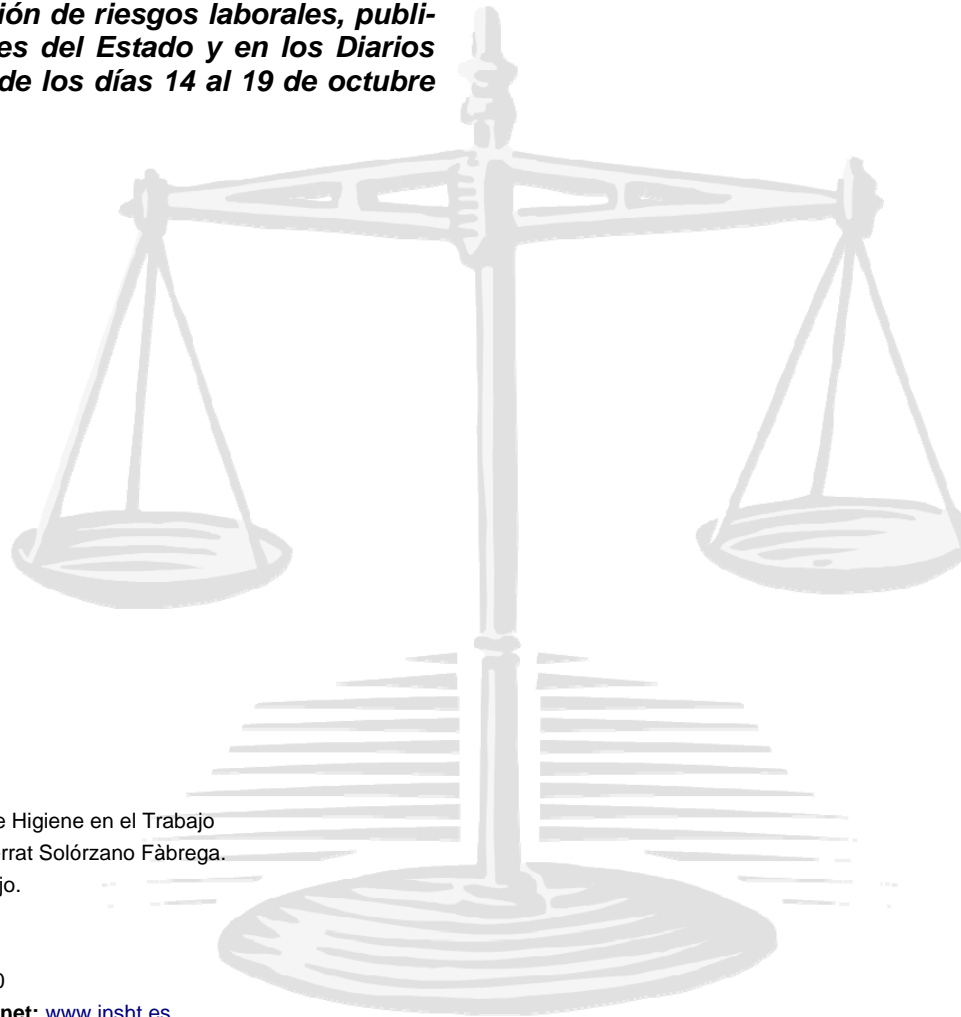 ión de riesgos laborales, publi-
es del Estado y en los Diarios
de los días 14 al 19 de octubre
e Higiene en el Trabajo
rrat Solórzano Fàbrega.
jo.
0
net: www.insht.es